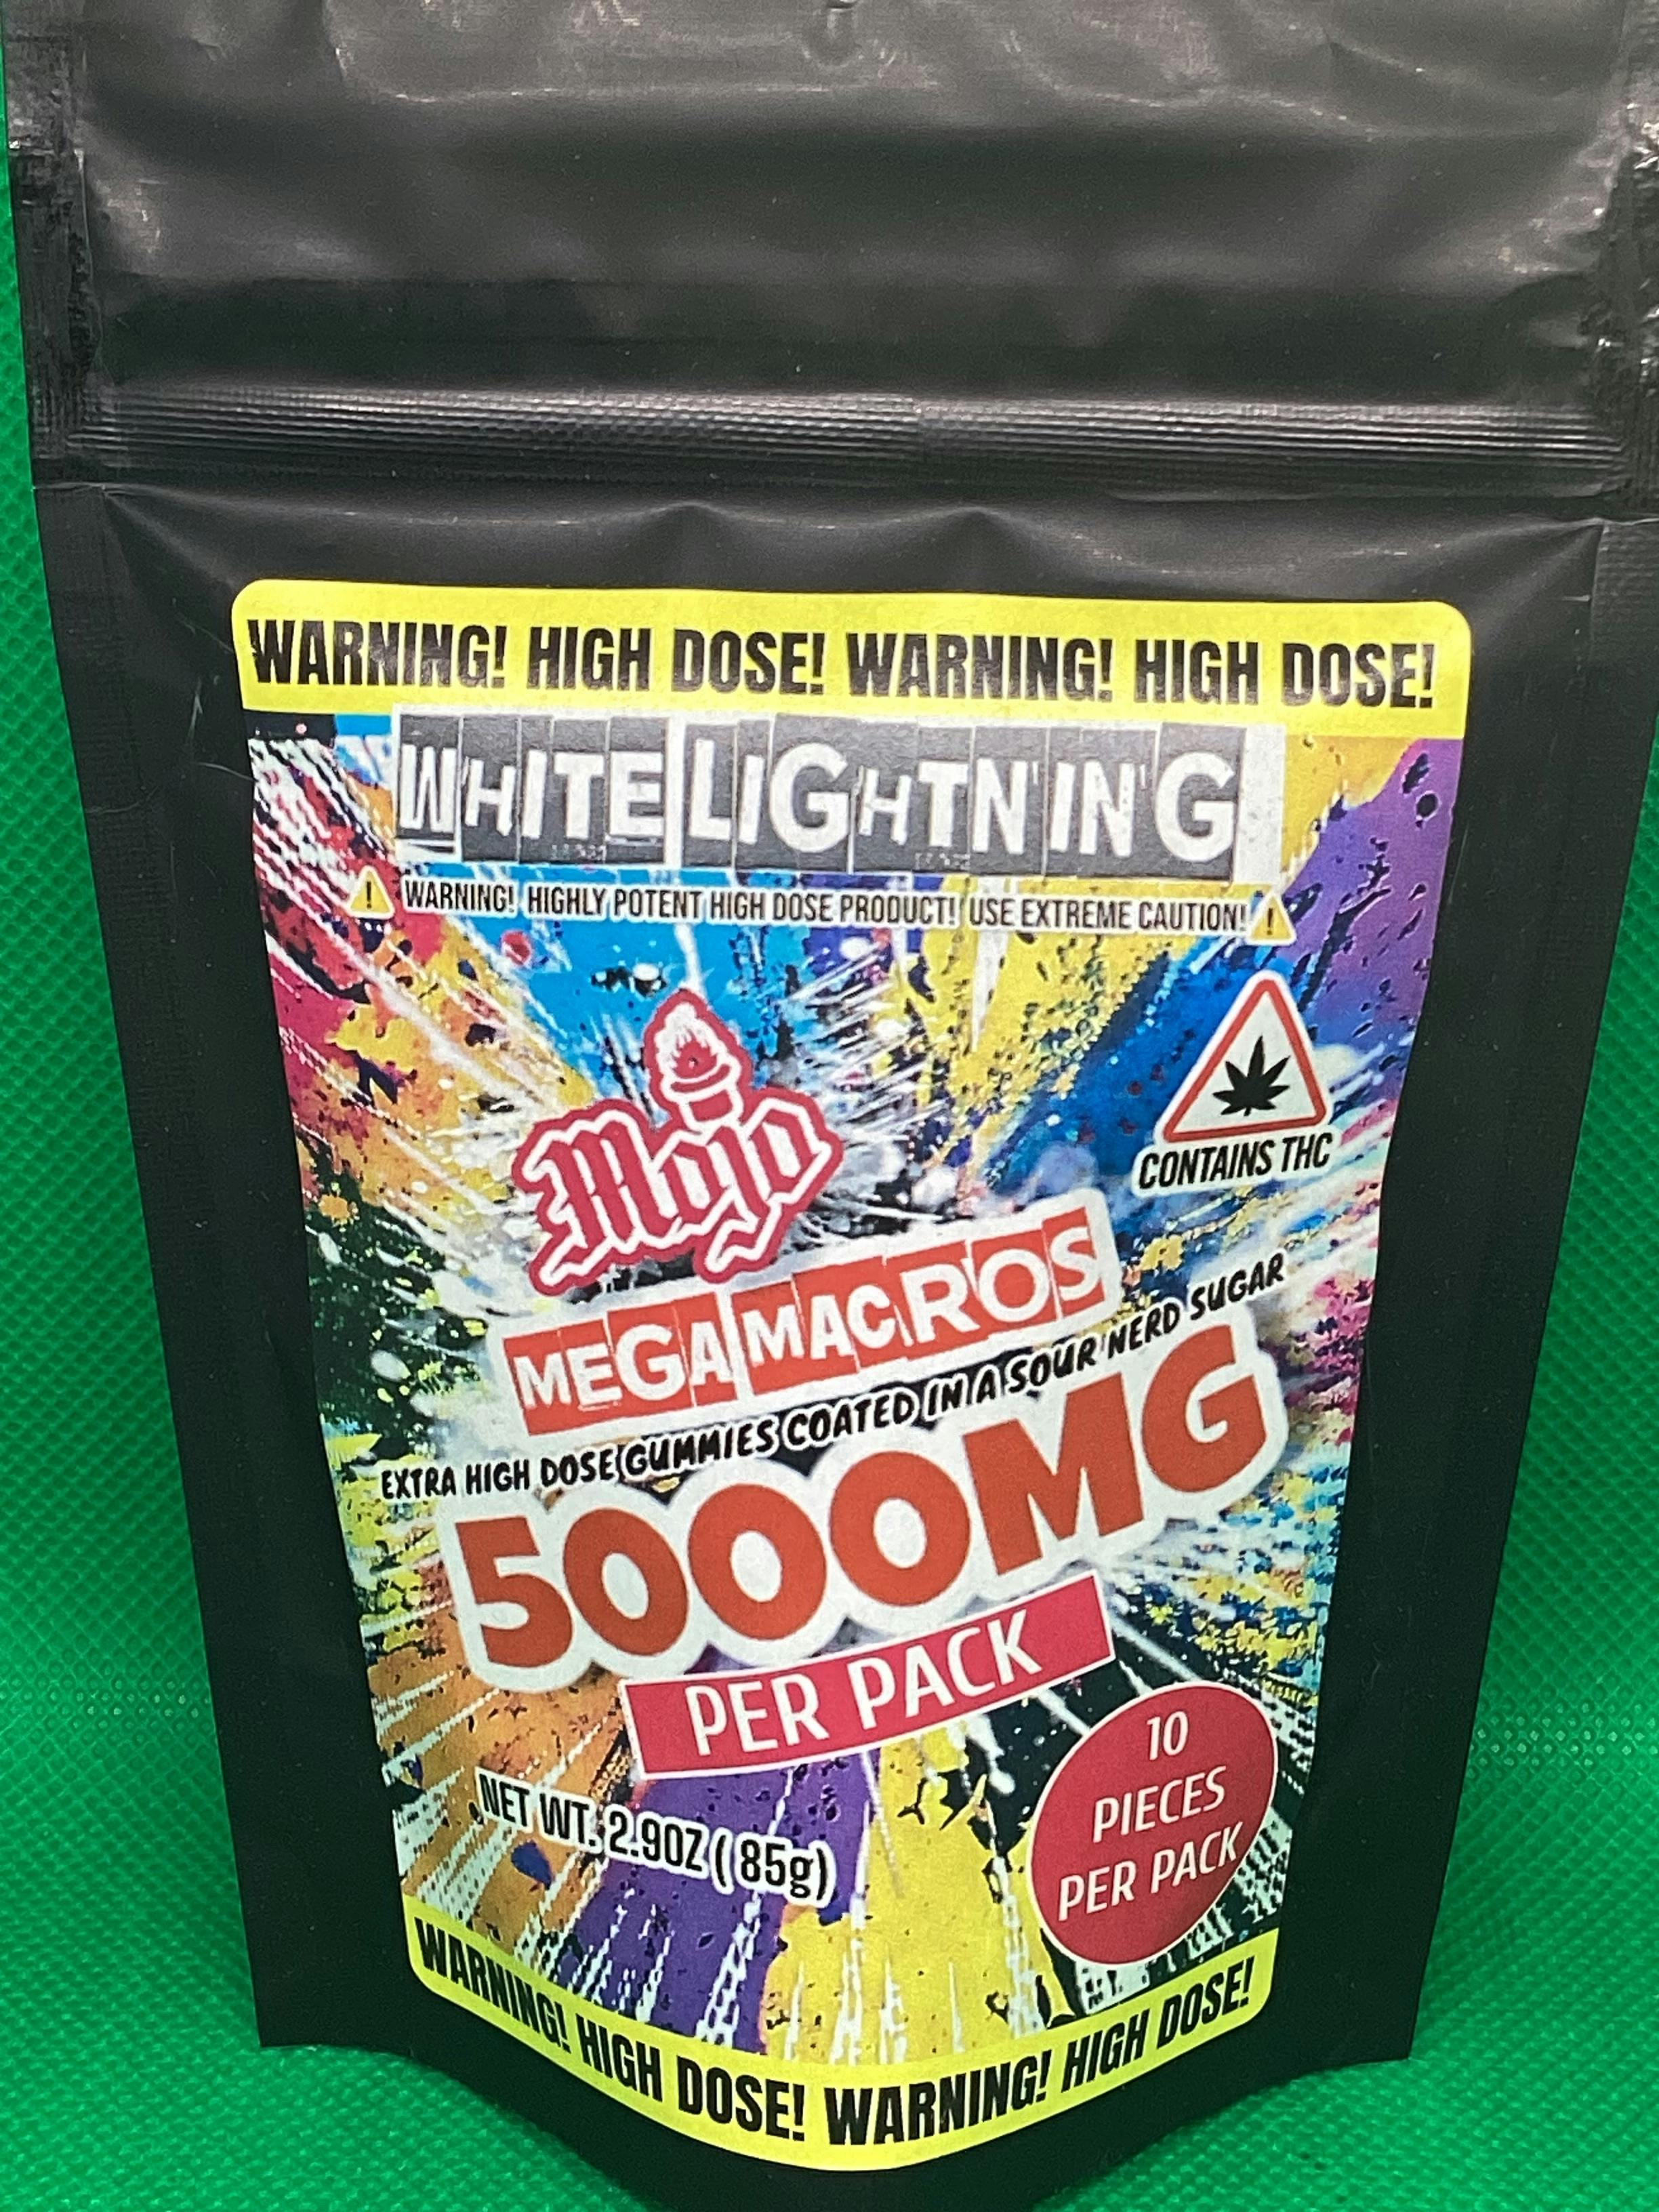 WARNING! HIGH DOSE! WARNING! HIGH DOSE!
WHITE LIGHTNING
WARNING! HIGHLY POTENT HIGH DOSE PRODUCT! USE EXTREME CAUTION!
Mojo
CONTAINS THC
MEGA MACROS
EXTRA HIGH DOSE GUMMIES COATED IN A SOUR NERD SUGAR
5000MG
PER PACK
10
PIECES
PER PACK
NET WT. 2.9OZ (85g)
WARNING! HIGH DOSE! WARNING! HIGH DOSE!